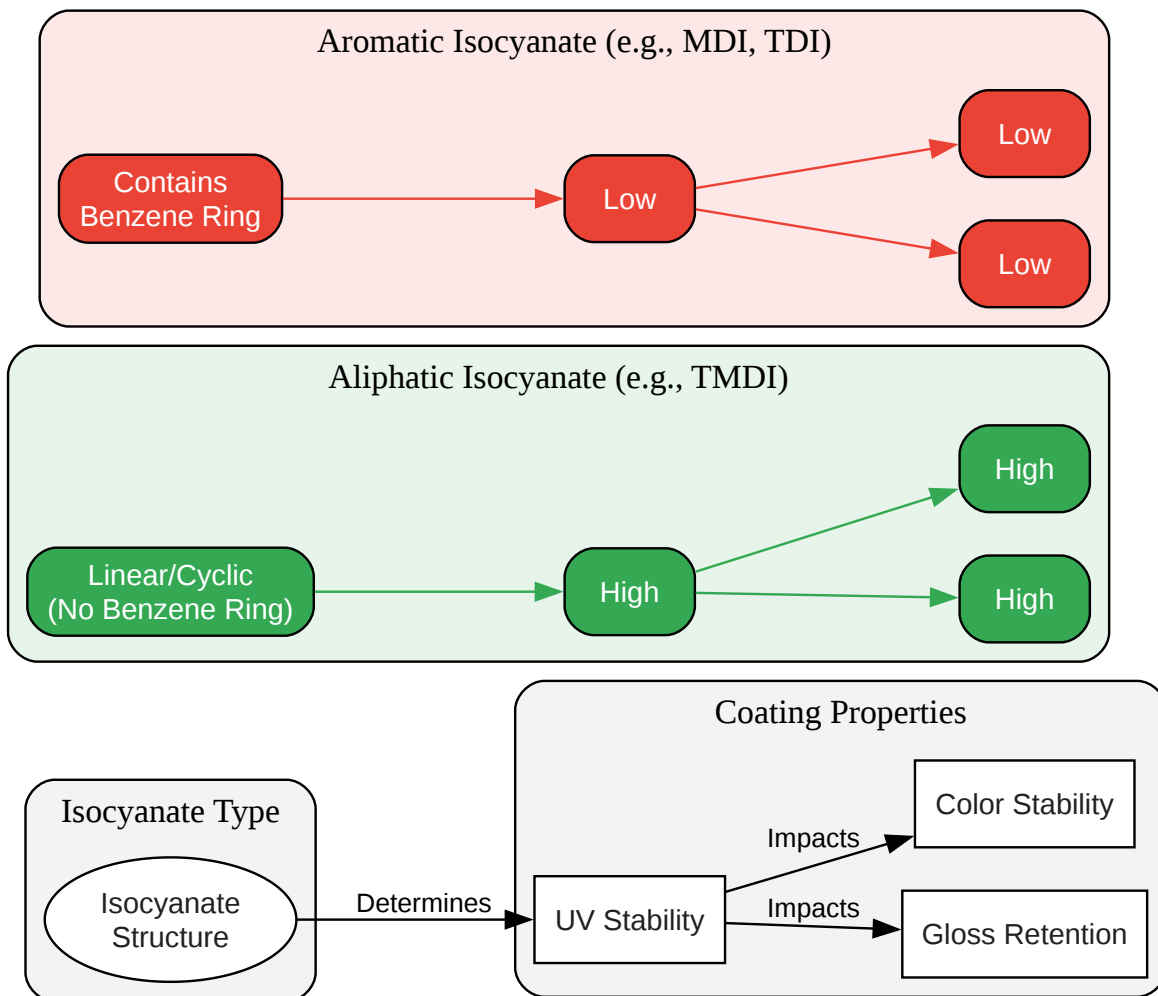 Aromatic Isocyanate (e.g., MDI, TDI)
Contains
Benzene Ring
Low
Low
Low
Aliphatic Isocyanate (e.g., TMDI)
Linear/Cyclic
(No Benzene Ring)
High
High
High
Isocyanate Type
Isocyanate
Structure
Determines
Coating Properties
UV Stability
Impacts
Impacts
Color Stability
Gloss Retention